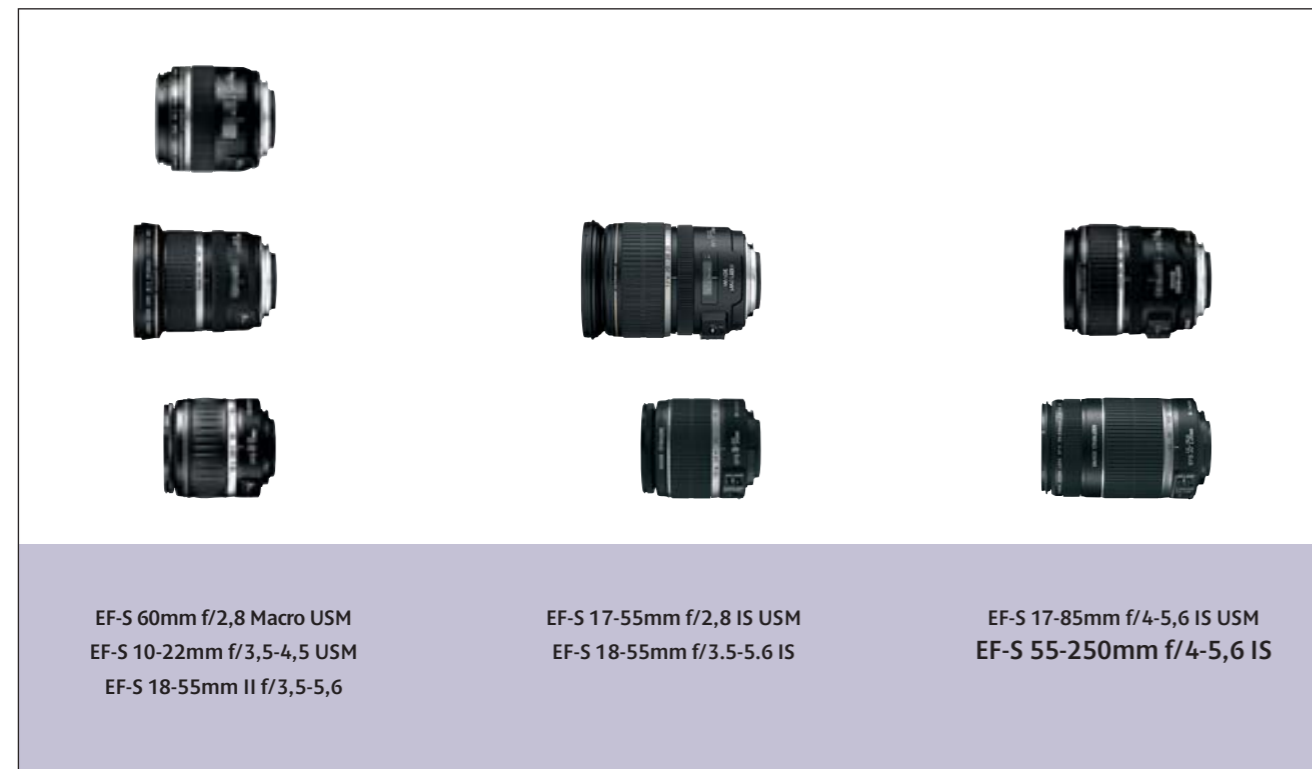 EF-S 60mm f/2,8 Macro USM
EF-S 10-22mm f/3,5-4,5 USM
EF-S 18-55mm II f/3,5-5,6
EF-S 17-55mm f/2,8 IS USM
EF-S 18-55mm f/3.5-5.6 IS
EF-S 17-85mm f/4-5,6 IS USM
EF-S 55-250mm f/4-5,6 IS